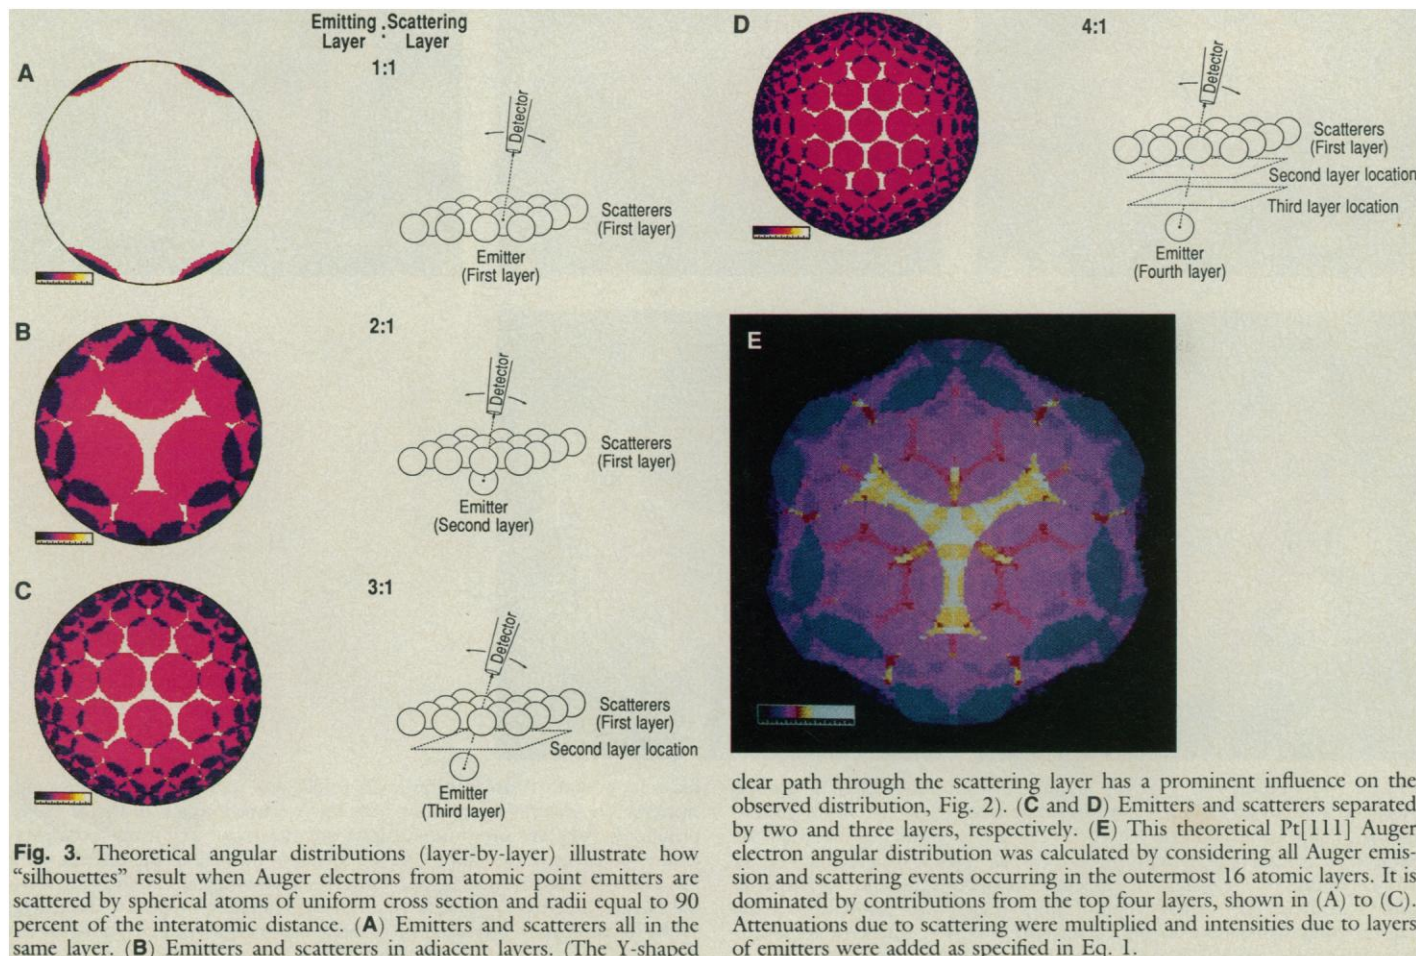 Emitting : Scattering
Layer Layer
A
1:1
Detector
Scatterers
(First layer)
Emitter
(First layer)
B
2:1
Detector
Scatterers
(First layer)
Emitter
(Second layer)
C
3:1
Detector
Scatterers
(First layer)
Second layer location
Emitter
(Third layer)
Fig. 3. Theoretical angular distributions (layer-by-layer) illustrate how
“silhouettes” result when Auger electrons from atomic point emitters are
scattered by spherical atoms of uniform cross section and radii equal to 90
percent of the interatomic distance. (A) Emitters and scatterers all in the
same layer. (B) Emitters and scatterers in adjacent layers. (The Y-shaped
D
4:1
Detector
Scatterers
(First layer)
Second layer location
Third layer location
Emitter
(Fourth layer)
E
clear path through the scattering layer has a prominent influence on the
observed distribution, Fig. 2). (C and D) Emitters and scatterers separated
by two and three layers, respectively. (E) This theoretical Pt[111] Auger
electron angular distribution was calculated by considering all Auger emis-
sion and scattering events occurring in the outermost 16 atomic layers. It is
dominated by contributions from the top four layers, shown in (A) to (C).
Attenuations due to scattering were multiplied and intensities due to layers
of emitters were added as specified in Eq. 1.